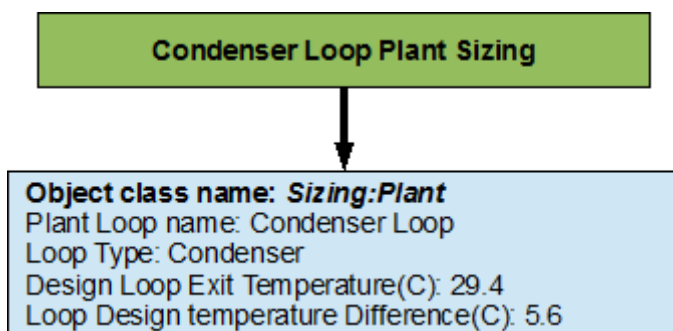 Condenser Loop Plant Sizing
Object class name: Sizing:Plant
Plant Loop name: Condenser Loop
Loop Type: Condenser
Design Loop Exit Temperature(C): 29.4
Loop Design temperature Difference(C): 5.6